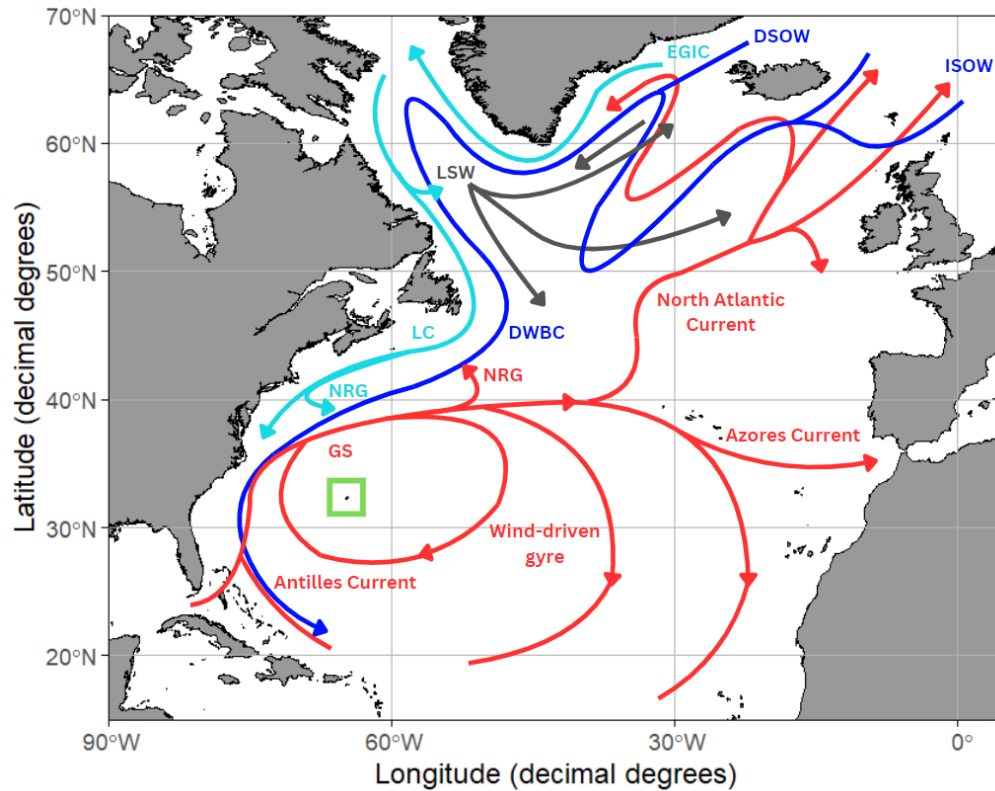 70°N
60°N
50°N
40°N
30°N
20°N
Latitude (decimal degrees)
EGIC
DSOW
ISOW
LSW
North Atlantic
Current
LC
DWBC
NRG
NRG
GS
Azores Current
Wind-driven
gyre
Antilles Current
90°W
60°W
30°W
0°
Longitude (decimal degrees)